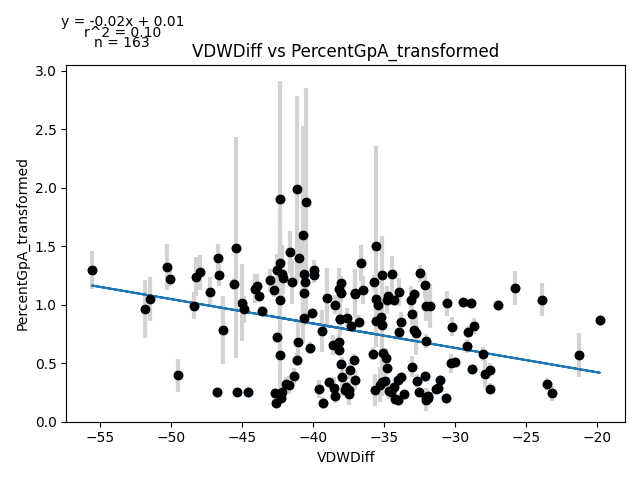 y = -0.02x + 0.01
r^2 = 0.10
n = 163
VDWDiff vs PercentGpA_transformed
PercentGpA_transformed
3.0
2.5
2.0
1.5
1.0
0.5
0.0
−55 −50 −45 −40 −35 −30 −25 −20
VDWDiff